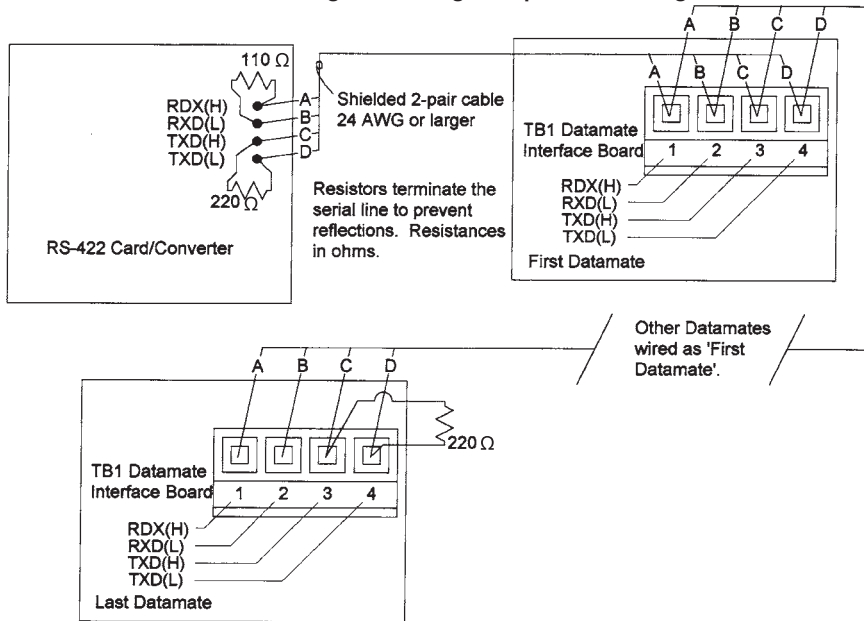 110 Ω
RDX(H)
RXD(L)
TXD(H)
TXD(L)
220 Ω
A
B
C
D
RS-422 Card/Converter
Shielded 2-pair cable
24 AWG or larger
Resistors terminate the
serial line to prevent
reflections. Resistances
in ohms.
A B C D
A B C D
TB1 Datamate
Interface Board
1 2 3 4
RDX(H)
RXD(L)
TXD(H)
TXD(L)
First Datamate
Other Datamates
wired as 'First
Datamate'.
A B C D
220 Ω
TB1 Datamate
Interface Board
1 2 3 4
RDX(H)
RXD(L)
TXD(H)
TXD(L)
Last Datamate